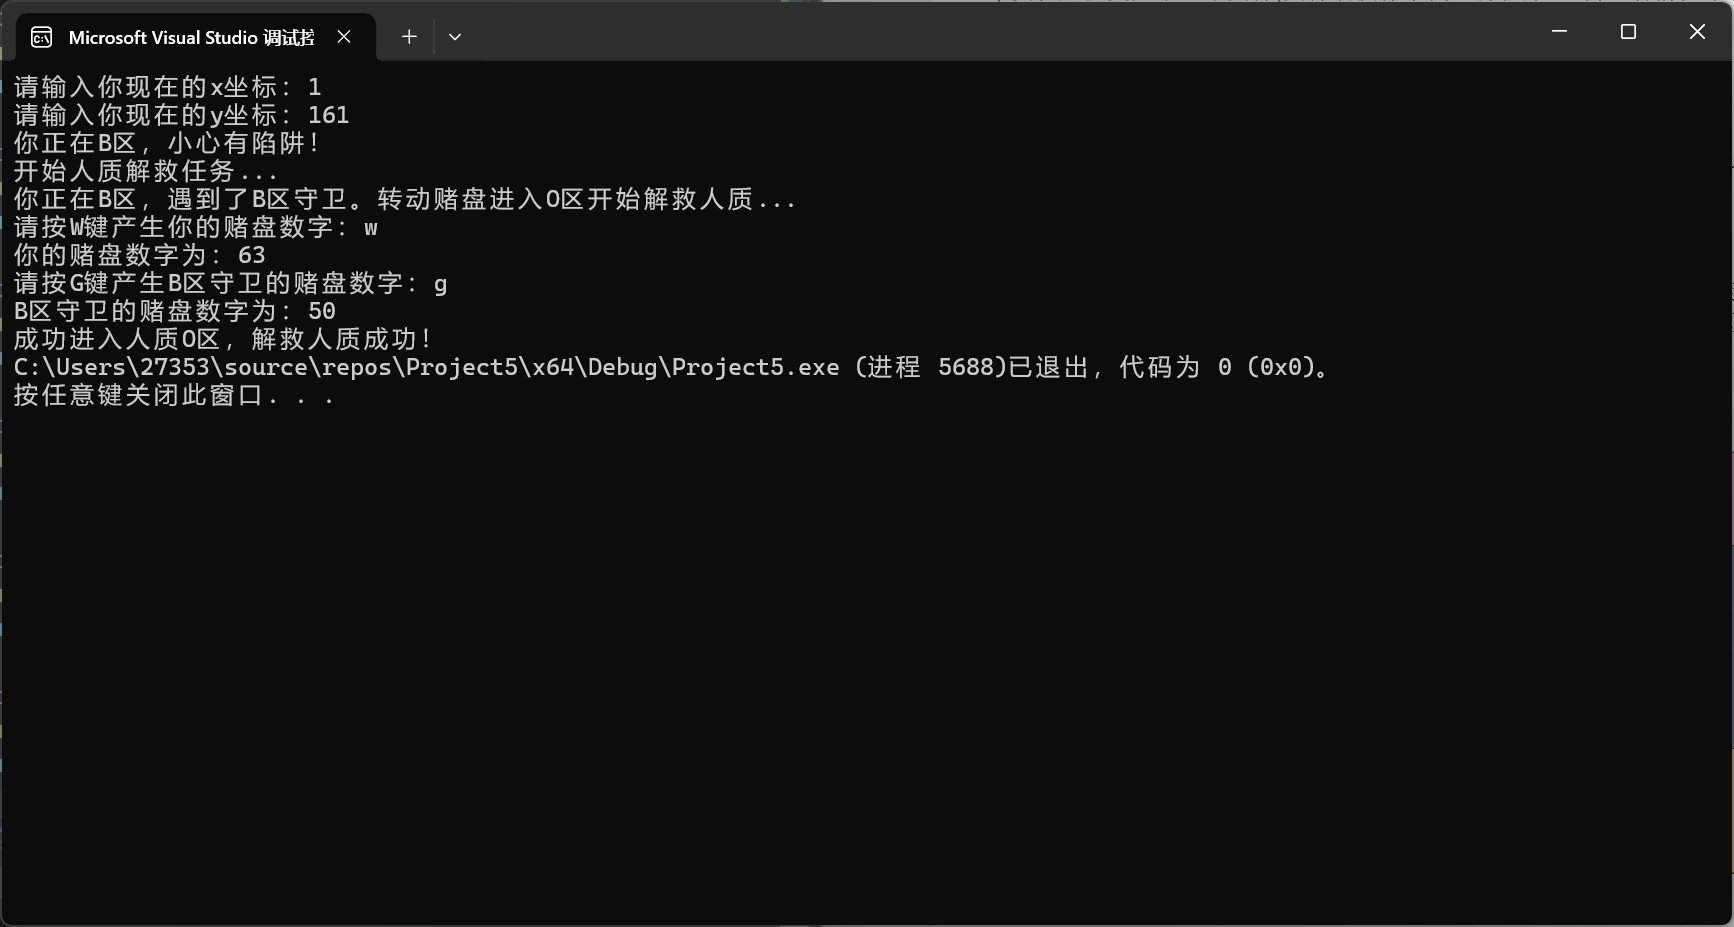 Microsoft Visual Studio 调试控
请输入你现在的x坐标：1
请输入你现在的y坐标：161
你正在B区，小心有陷阱！
开始人质解救任务...
你正在B区，遇到了B区守卫。转动赌盘进入O区开始解救人质...
请按W键产生你的赌盘数字：w
你的赌盘数字为：63
请按G键产生B区守卫的赌盘数字：g
B区守卫的赌盘数字为：50
成功进入人质O区，解救人质成功！
C:\Users\27353\source\repos\Project5\x64\Debug\Project5.exe (进程 5688)已退出，代码为 0 (0x0)。
按任意键关闭此窗口. . .